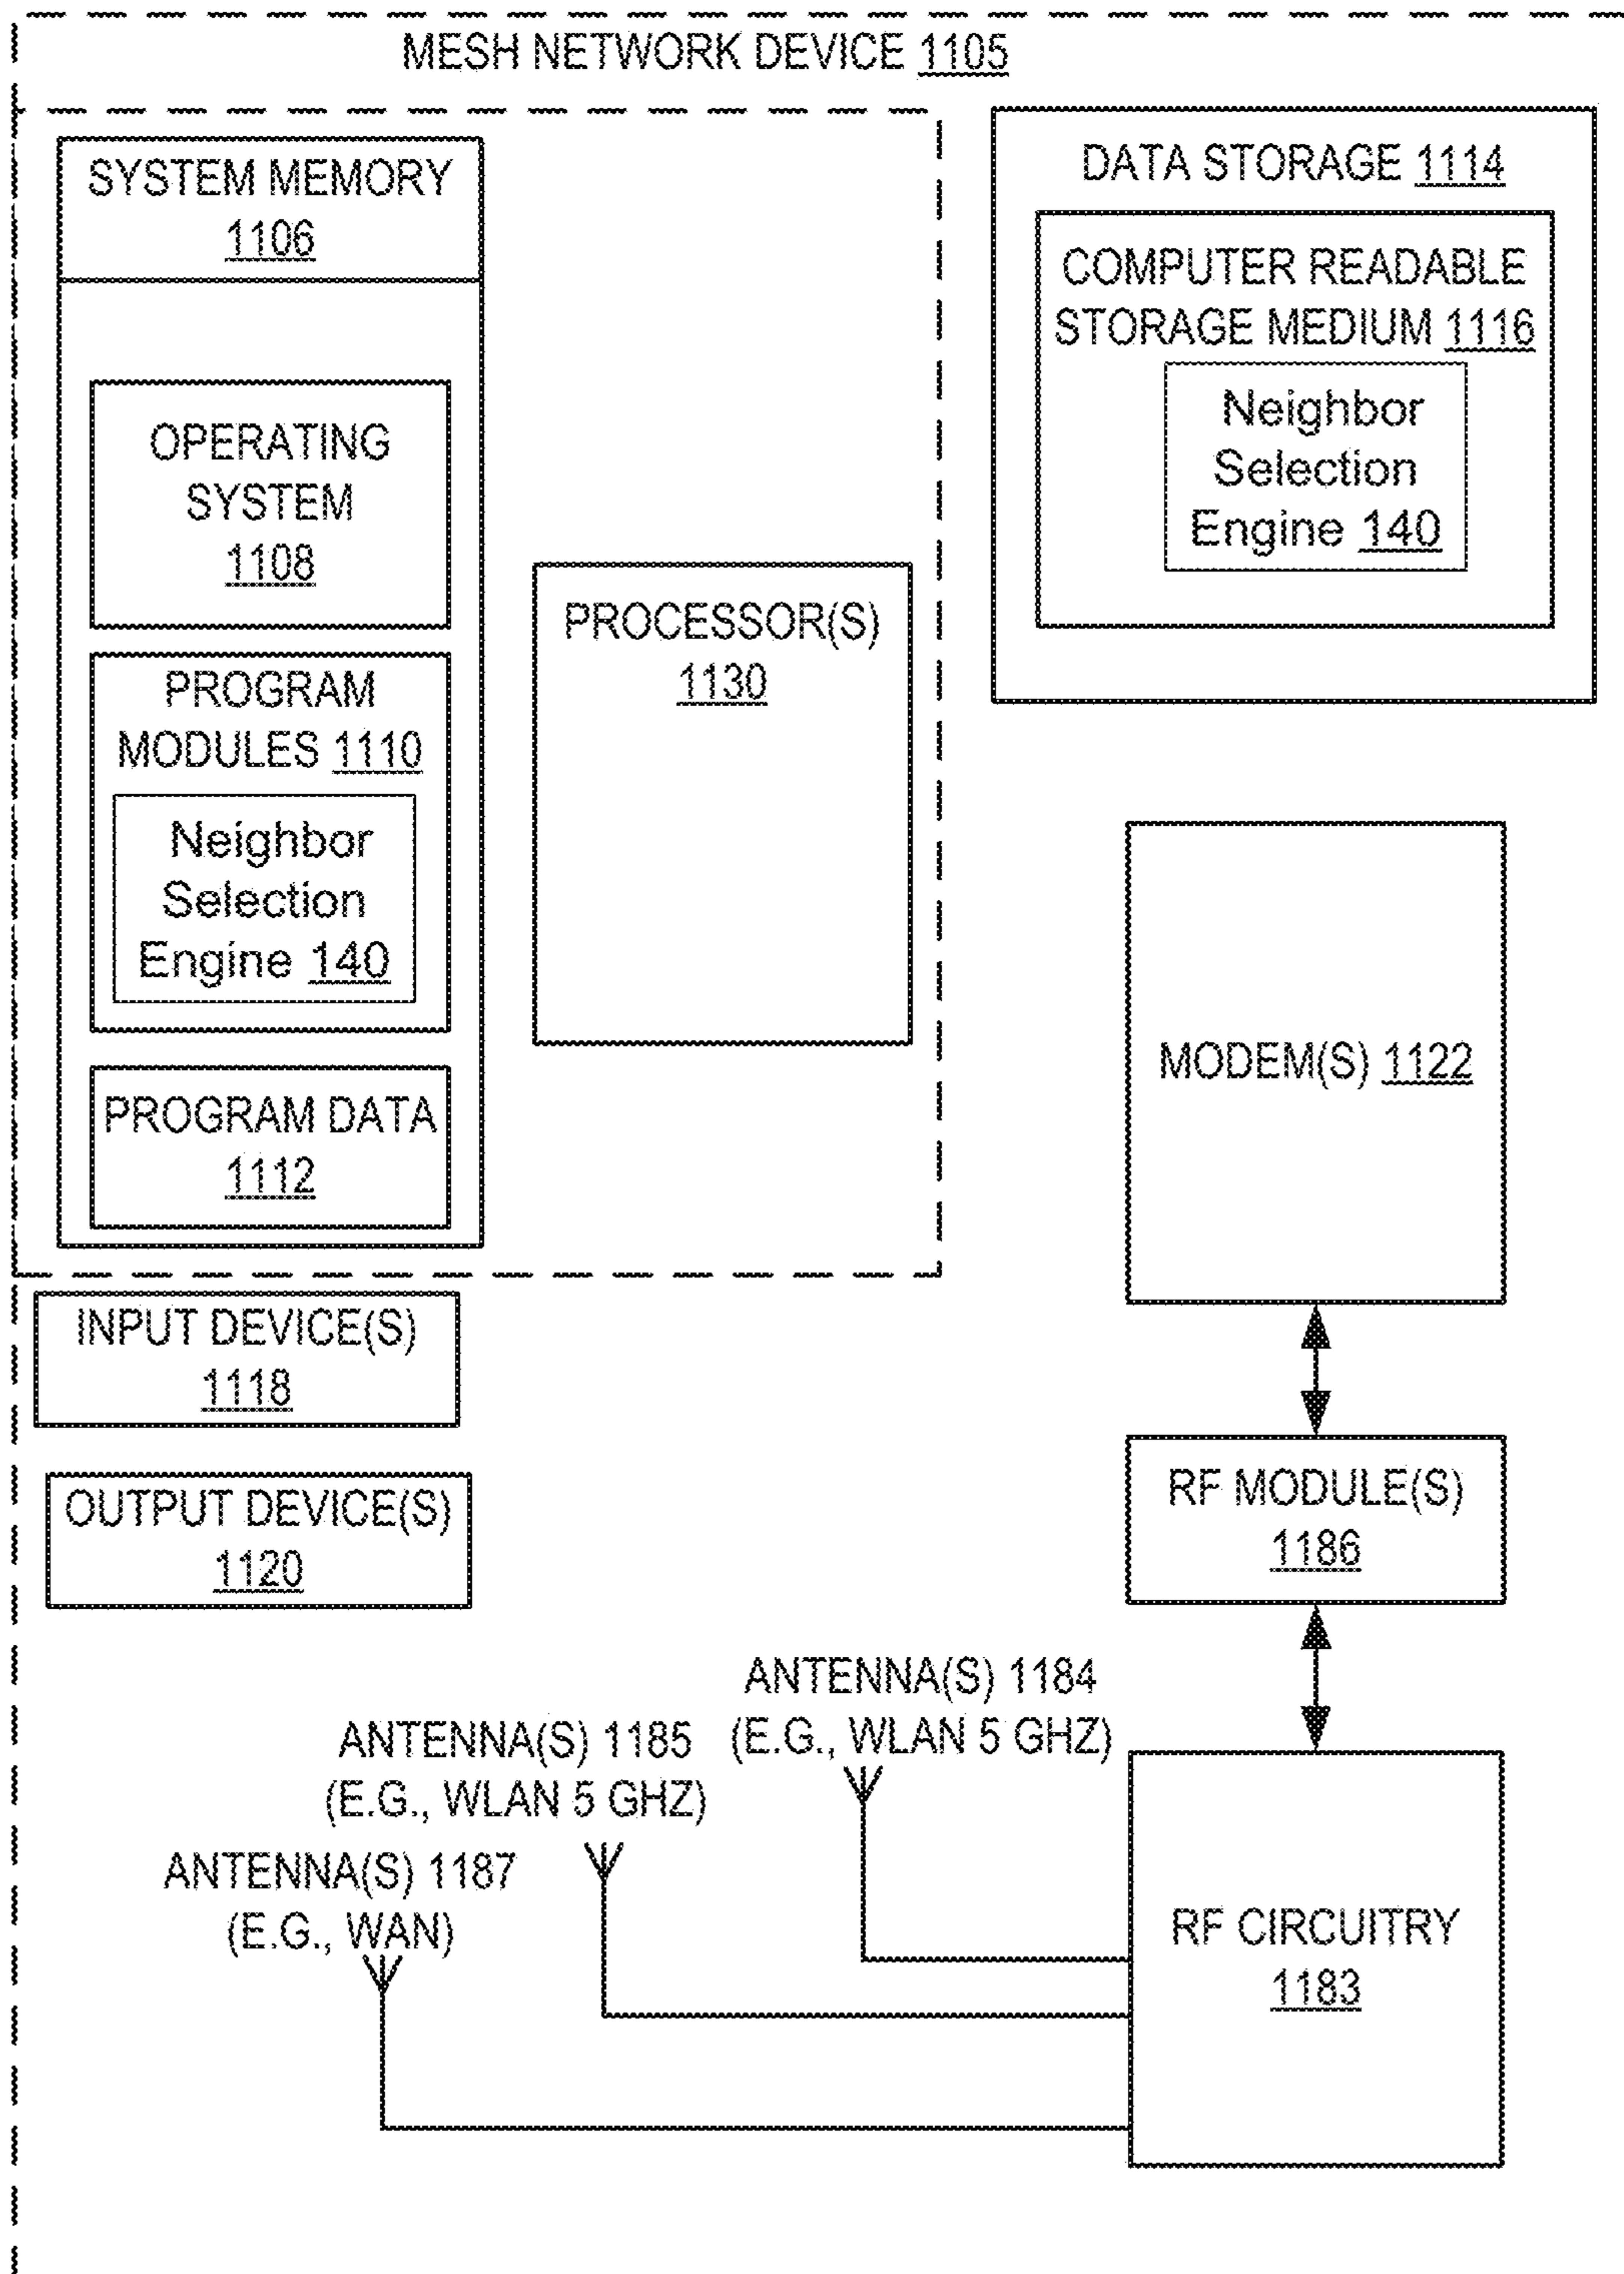 MESH NETWORK DEVICE 1105
SYSTEM MEMORY
1106
OPERATING
SYSTEM
1108
PROGRAM
MODULES 1110
Neighbor
Selection
Engine 140
PROGRAM DATA
1112
PROCESSOR(S)
1130
DATA STORAGE 1114
COMPUTER READABLE
STORAGE MEDIUM 1116
Neighbor
Selection
Engine 140
MODEM(S) 1122
INPUT DEVICE(S)
1118
OUTPUT DEVICE(S)
1120
RF MODULE(S)
1186
ANTENNA(S) 1184
(E.G., WLAN 5 GHZ)
ANTENNA(S) 1185
(E.G., WLAN 5 GHZ)
ANTENNA(S) 1187
(E.G., WAN)
RF CIRCUITRY
1183